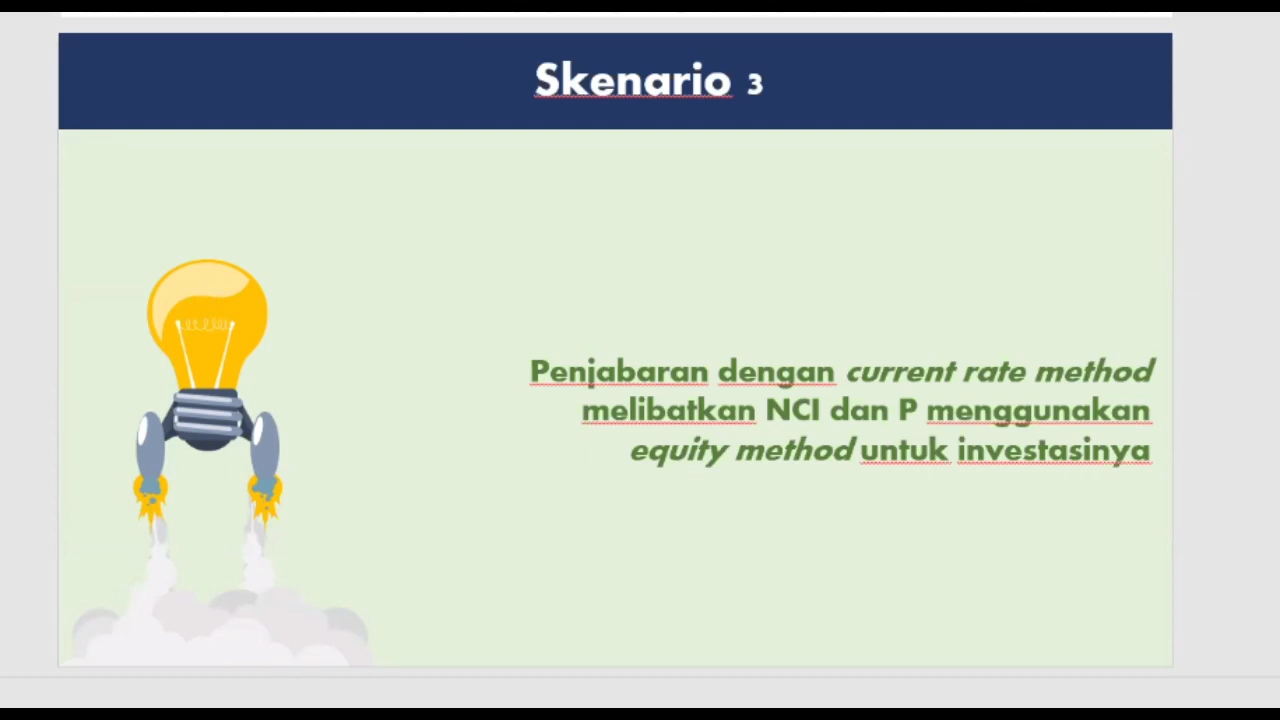 Skenario 3
Penjabaran dengan current rate method
melibatkan NCI dan P menggunakan
equity method untuk investasinya